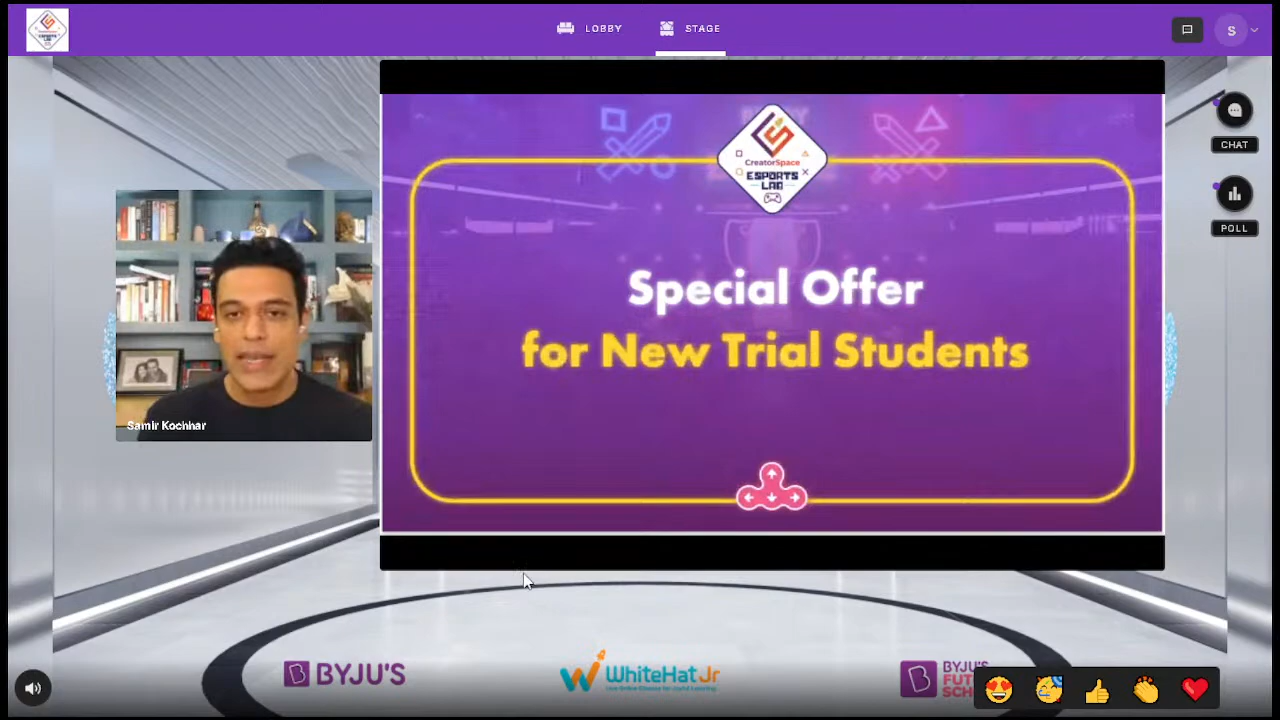 LOBBY
STAGE
S
CHAT
POLL
CreatorSpace
ESPORTS
LAB
Special Offer
for New Trial Students
Samir Kochhar
BYJU'S
WhiteHat Jr
BYJU'S